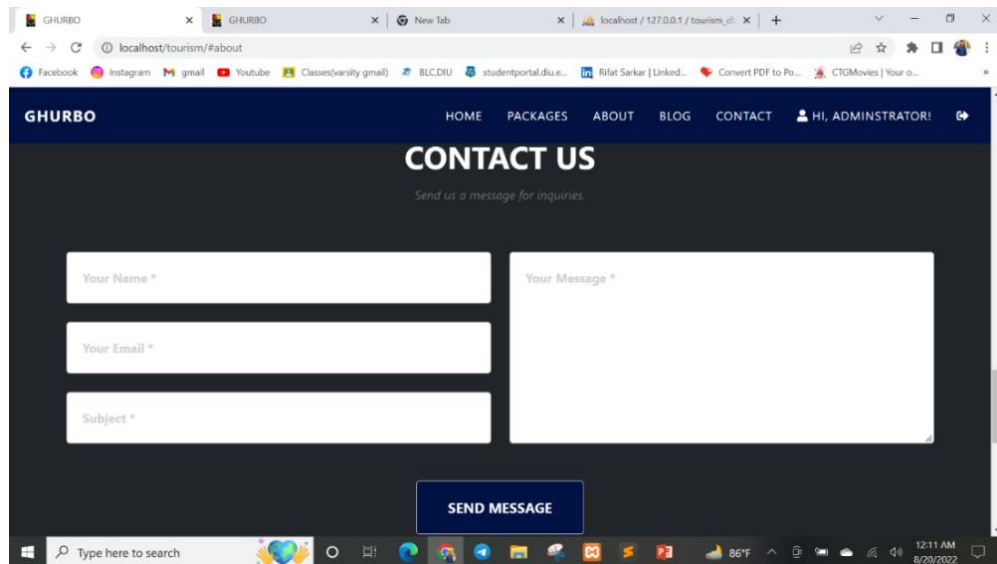 GHURBO
GHURBO
New Tab
localhost / 127.0.0.1 / tourism_d
localhost/tourism/#about
Facebook Instagram gmail Youtube Classes(varsity gmail) BLC,DIU studentportal.diu.e... Rifat Sarkar | Linked... Convert PDF to Po... CTGMovies | Your o... »
GHURBO HOME PACKAGES ABOUT BLOG CONTACT HI, ADMINSTRATOR!
CONTACT US
Send us a message for inquiries.
Your Name *
Your Email *
Subject *
Your Message *
SEND MESSAGE
Type here to search
86°F
12:11 AM
8/20/2022